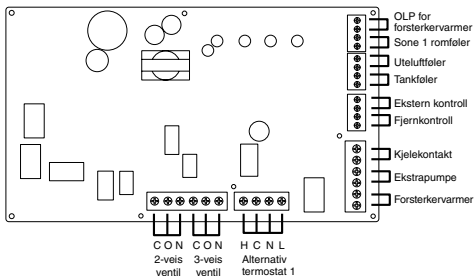 OLP for
forsterkervarmer
Sone 1 romføler
Uteluftføler
Tankføler
Ekstern kontroll
Fjernkontroll
Kjelekontakt
Ekstrapumpe
Forsterkervarmer
C O N
2-veis
ventil
C O N
3-veis
ventil
H C N L
Alternativ
termostat 1